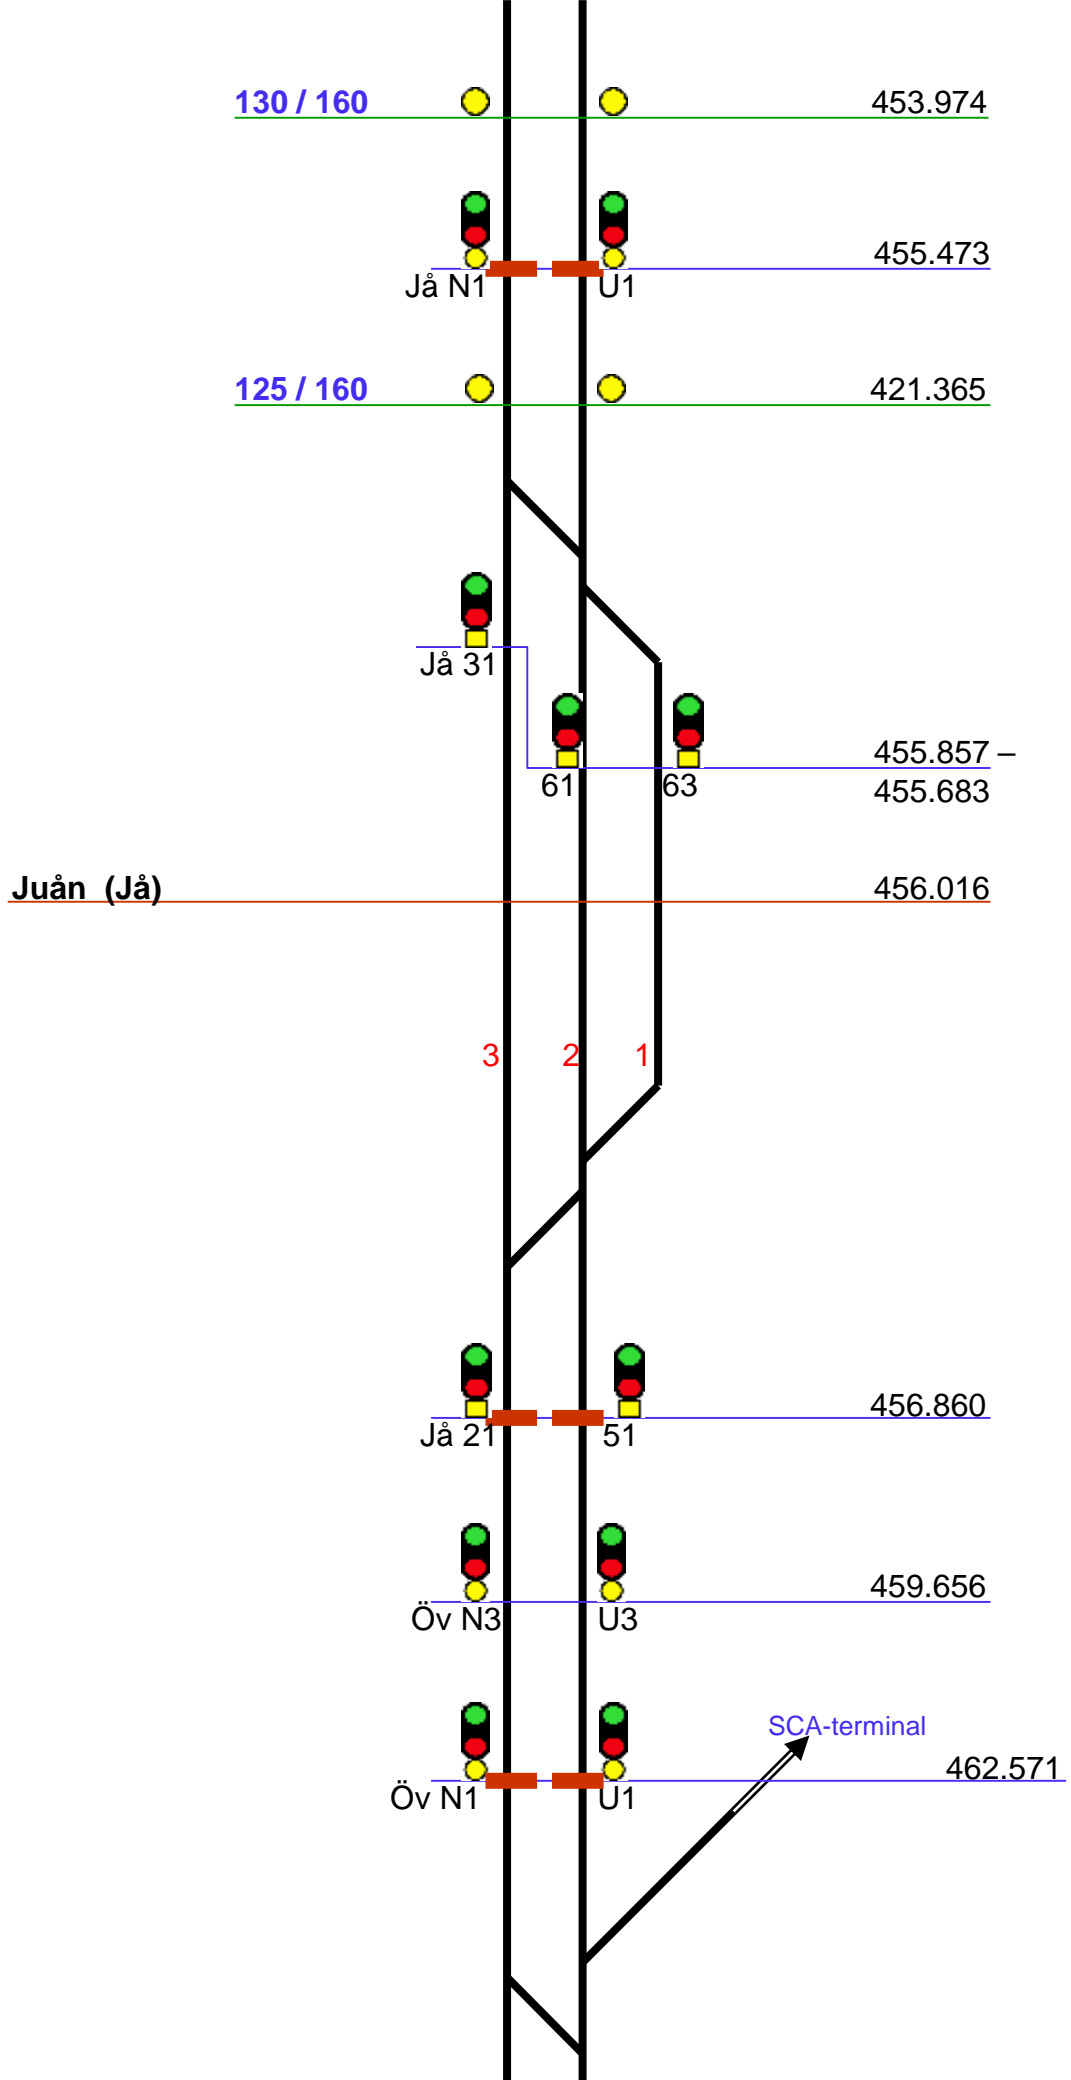 130 / 160 453.974
455.473
Jå N1 U1
125 / 160 421.365
Jå 31
455.857 –
61 63 455.683
Juån (Jå) 456.016
3 2 1
456.860
Jå 21 51
459.656
Öv N3 U3
SCA-terminal
462.571
Öv N1 U1